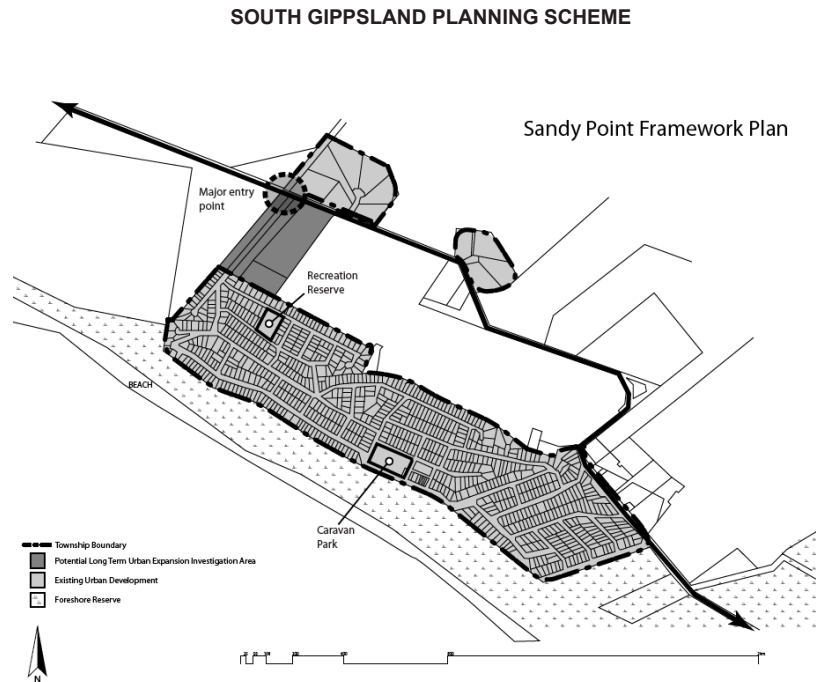 SOUTH GIPPSLAND PLANNING SCHEME
Sandy Point Framework Plan
Major entry
point
Recreation
Reserve
BEACH
Caravan
Park
Township Boundary
Potential Long Term Urban Expansion Investigation Area
Existing Urban Development
Foreshore Reserve
N